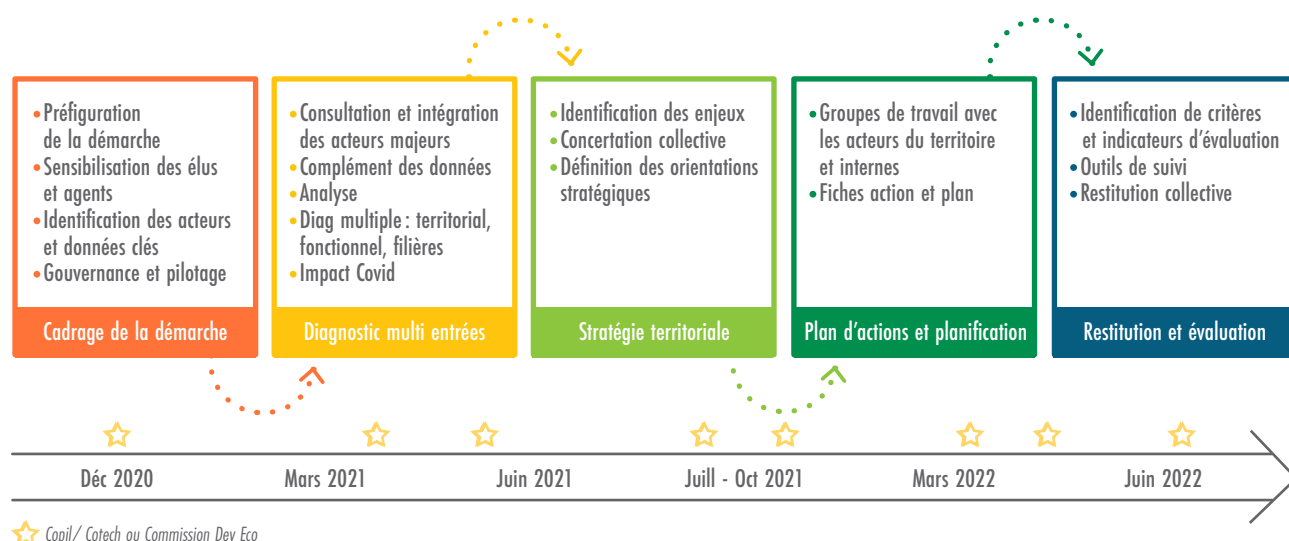 • Préfiguration
de la démarche
• Sensibilisation des élus
et agents
• Identification des acteurs
et données clés
• Gouvernance et pilotage
Cadrage de la démarche
• Consultation et intégration
des acteurs majeurs
• Complément des données
• Analyse
• Diag multiple : territorial,
fonctionnel, filières
• Impact Covid
Diagnostic multi entrées
• Identification des enjeux
• Concertation collective
• Définition des orientations
stratégiques
Stratégie territoriale
• Groupes de travail avec
les acteurs du territoire
et internes
• Fiches action et plan
Plan d’actions et planification
• Identification de critères
et indicateurs d’évaluation
• Outils de suivi
• Restitution collective
Restitution et évaluation
Déc 2020
Mars 2021
Juin 2021
Juill - Oct 2021
Mars 2022
Juin 2022
Copil/ Cotech ou Commission Dev Eco